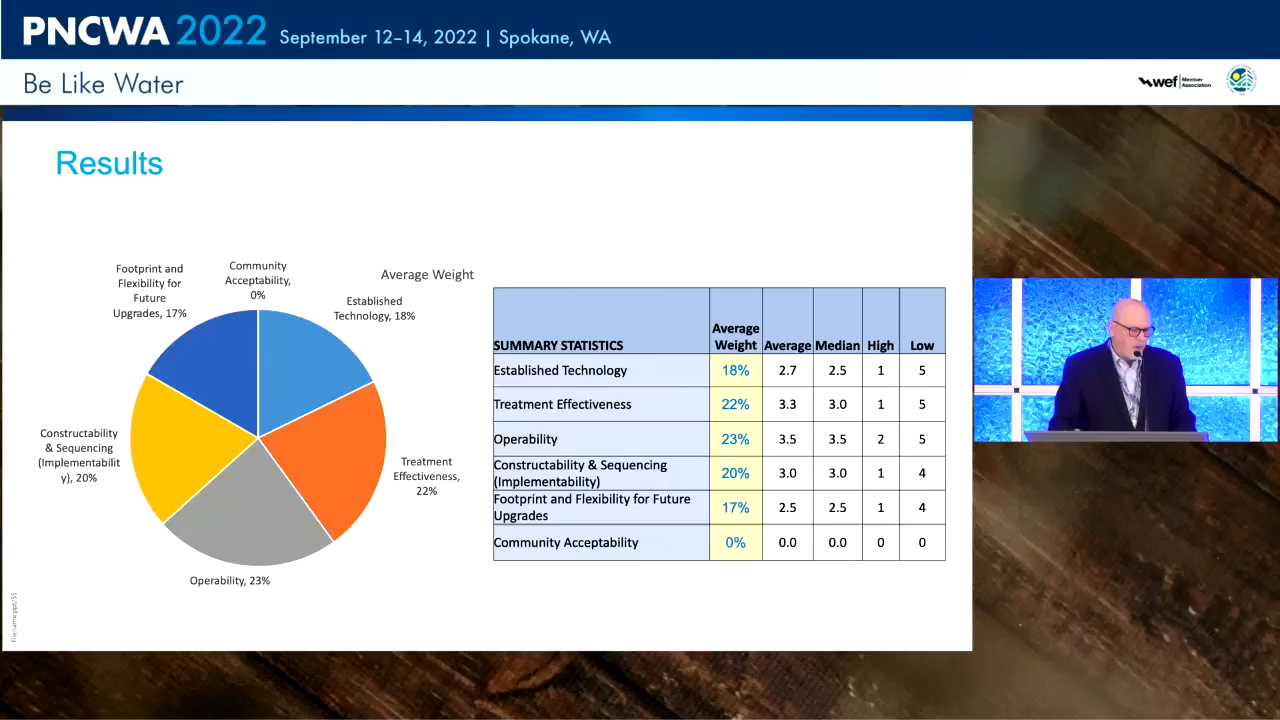 PNCWA 2022 September 12–14, 2022 | Spokane, WA
Be Like Water
wef Member
Association
Results
Average Weight
Footprint and
Flexibility for
Future
Upgrades, 17%
Community
Acceptability,
0%
Established
Technology, 18%
Constructability
& Sequencing
(Implementabilit
y), 20%
Treatment
Effectiveness,
22%
Operability, 23%
SUMMARY STATISTICS Average Weight Average Median High Low
Established Technology 18% 2.7 2.5 1 5
Treatment Effectiveness 22% 3.3 3.0 1 5
Operability 23% 3.5 3.5 2 5
Constructability & Sequencing
(Implementability) 20% 3.0 3.0 1 4
Footprint and Flexibility for Future
Upgrades 17% 2.5 2.5 1 4
Community Acceptability 0% 0.0 0.0 0 0
Filename.ppt/55